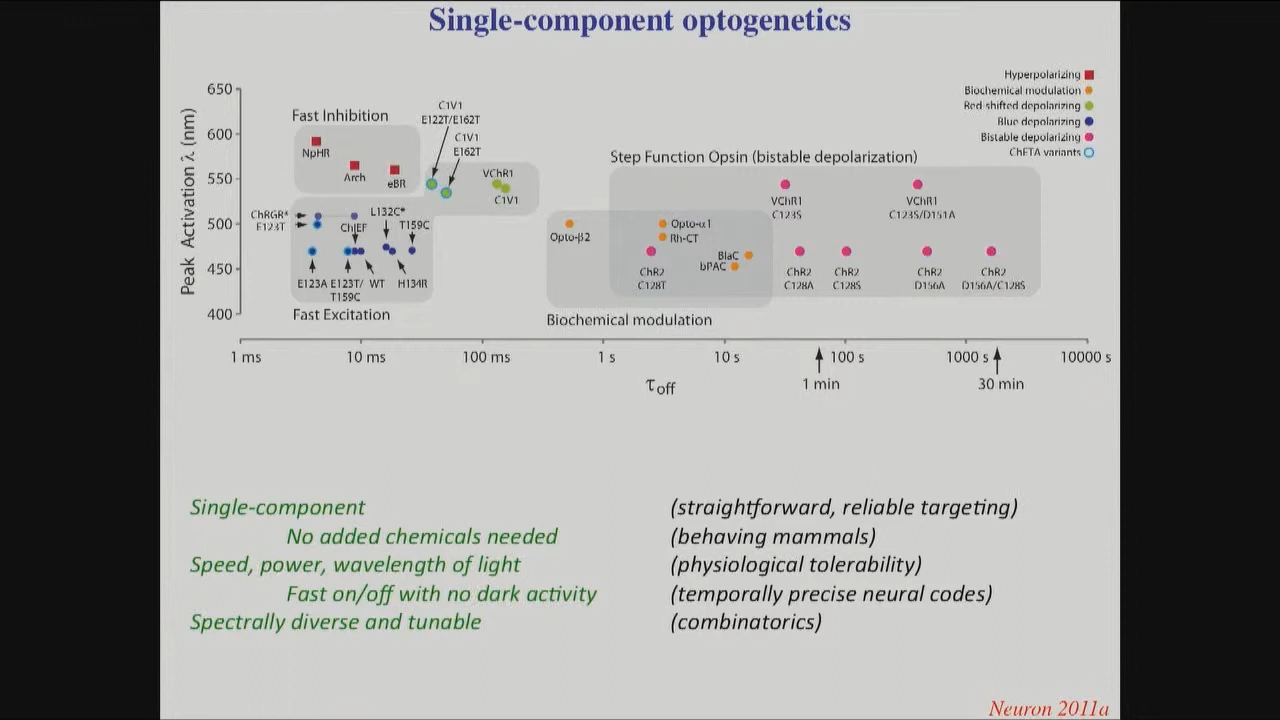 Single-component optogenetics
Peak Activation λ (nm)
650
600
550
500
450
400
Hyperpolarizing
Biochemical modulation
Red-shifted depolarizing
Blue depolarizing
Bistable depolarizing
ChETA variants
Fast Inhibition
NpHR
Arch
eBR
C1V1
E122T/E162T
C1V1
E162T
VChR1
C1V1
ChRGR*
E123T
ChIEF
L132C*
T159C
E123A
E123T/
T159C
WT
H134R
Fast Excitation
Step Function Opsin (bistable depolarization)
VChR1
C123S
VChR1
C123S/D151A
Opto-β2
Opto-α1
Rh-CT
BlaC
bPAC
ChR2
C128T
ChR2
C128A
ChR2
C128S
ChR2
D156A
ChR2
D156A/C128S
Biochemical modulation
1 ms
10 ms
100 ms
1 s
10 s
100 s
1000 s
10000 s
1 min
30 min
τoff
Single-component (straightforward, reliable targeting)
No added chemicals needed (behaving mammals)
Speed, power, wavelength of light (physiological tolerability)
Fast on/off with no dark activity (temporally precise neural codes)
Spectrally diverse and tunable (combinatorics)
Neuron 2011a